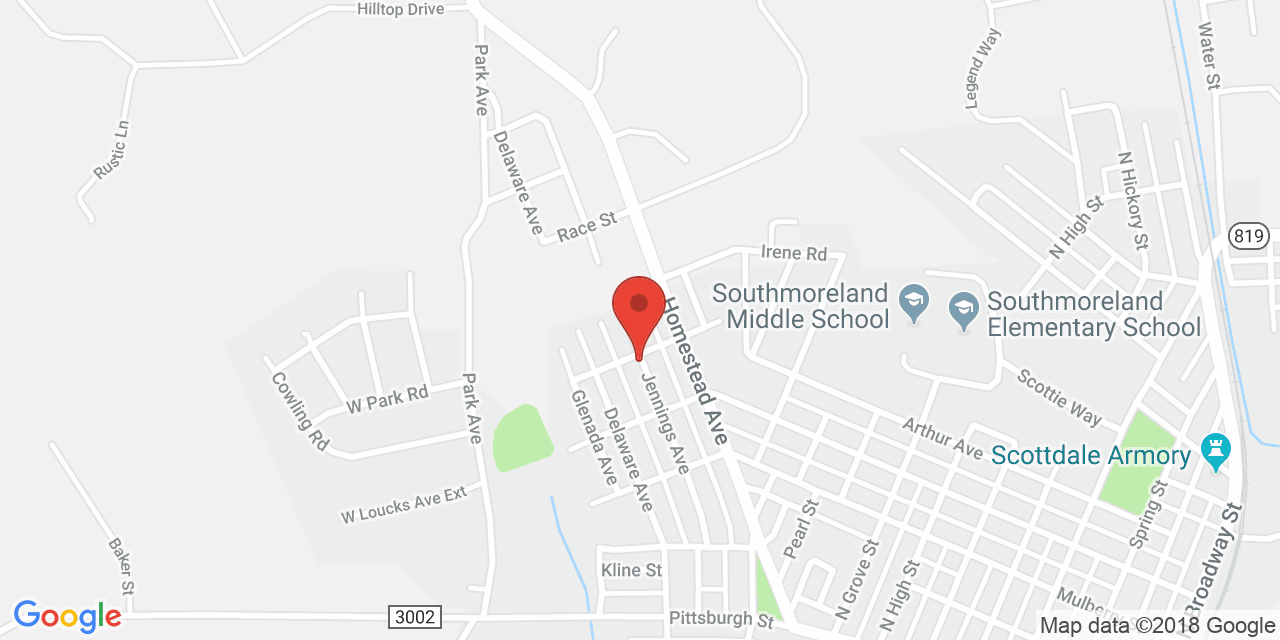 Hilltop Drive
Park Ave
Legend Way
Water St
Rustic Ln
Delaware Ave
N Hickory St
Race St
N High St
819
Irene Rd
Southmoreland
Middle School
Southmoreland
Elementary School
Homestead Ave
Cowling Rd
W Park Rd
Park Ave
Glenada Ave
Delaware Ave
Jennings Ave
Scottie Way
Arthur Ave
Scottdale Armory
W Loucks Ave Ext
Spring St
Pearl St
Broadway St
Baker St
Kline St
N Grove St
N High St
Google
3002
Pittsburgh St
Map data ©2018 Google